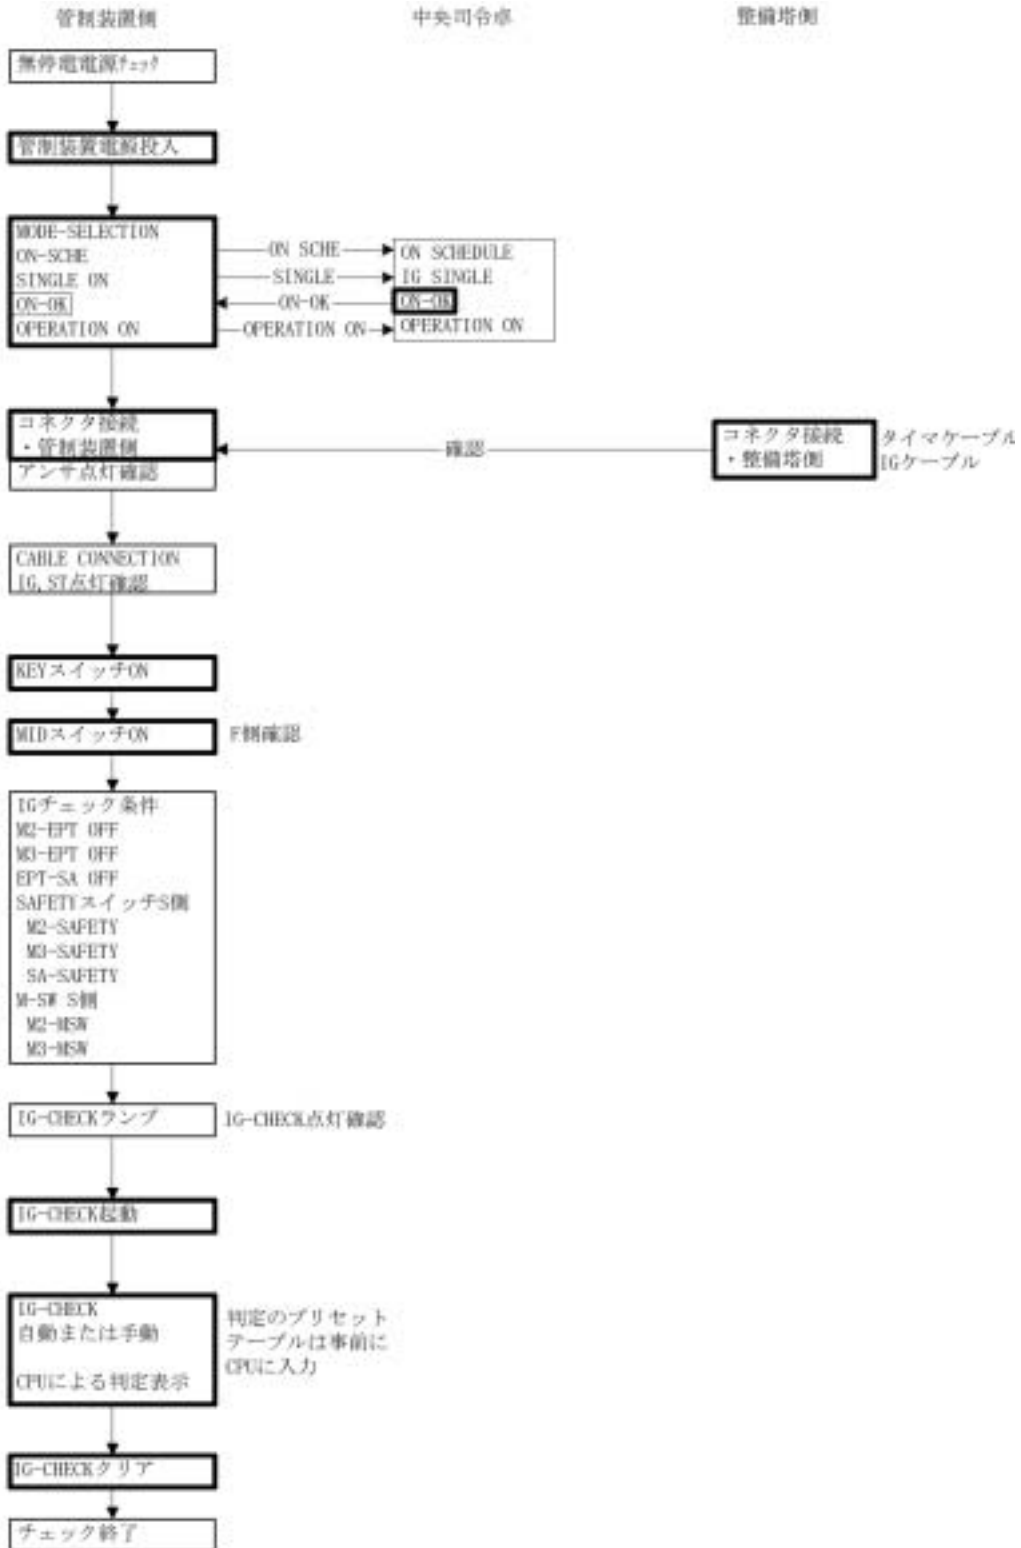 管制装置側
中央司令卓
整備塔側
無停電電源チェック
管制装置電源投入
MODE-SELECTION
ON-SCHE
SINGLE ON
ON-OK
OPERATION ON
ON SCHE
SINGLE
ON-OK
OPERATION ON
ON SCHEDULE
IG SINGLE
ON-OK
OPERATION ON
コネクタ接続
・管制装置側
アンサ点灯確認
確認
コネクタ接続
・整備塔側
タイマケーブル
IGケーブル
CABLE CONNECTION
IG,ST点灯確認
KEYスイッチON
MIDスイッチON
F側確認
IGチェック条件
M2-EPT OFF
M3-EPT OFF
EPT-SA OFF
SAFETYスイッチS側
M2-SAFETY
M3-SAFETY
SA-SAFETY
M-SW S側
M2-MSW
M3-MSW
IG-CHECKランプ
IG-CHECK点灯確認
IG-CHECK起動
IG-CHECK
自動または手動
CPUによる判定表示
判定のプリセット
テーブルは事前に
CPUに入力
IG-CHECKクリア
チェック終了